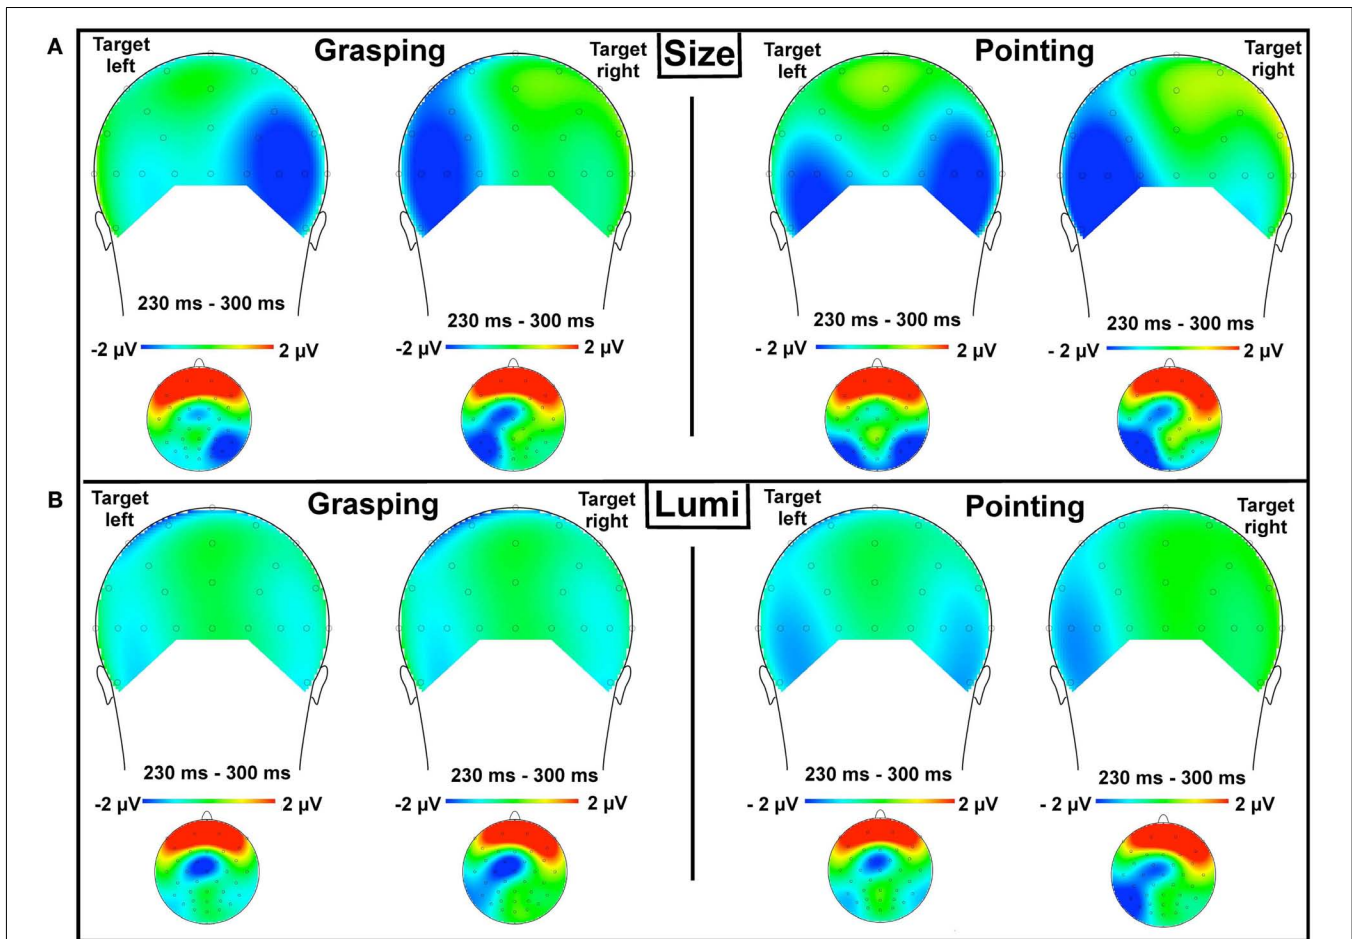 A
Target
left
Grasping
Target
right
Size
Target
left
Pointing
Target
right
230 ms - 300 ms
-2 µV
2 µV
230 ms - 300 ms
-2 µV
2 µV
230 ms - 300 ms
- 2 µV
2 µV
230 ms - 300 ms
- 2 µV
2 µV
B
Target
left
Grasping
Target
right
Lumi
Target
left
Pointing
Target
right
230 ms - 300 ms
-2 µV
2 µV
230 ms - 300 ms
-2 µV
2 µV
230 ms - 300 ms
- 2 µV
2 µV
230 ms - 300 ms
- 2 µV
2 µV